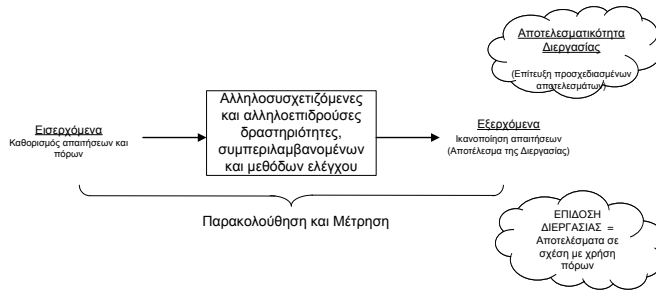 Αποτελεσματικότητα
Διεργασίας
(Επίτευξη προσχεδιασμένων
αποτελεσμάτων)
Αλληλοσυσχετιζόμενες
και αλληλοεπιδρούσες
δραστηριότητες,
συμπεριλαμβανομένων
και μεθόδων ελέγχου
Εισερχόμενα
Καθορισμός απαιτήσεων και
πόρων
Εξερχόμενα
Ικανοποίηση απαιτήσεων
(Αποτέλεσμα της Διεργασίας)
Παρακολούθηση και Μέτρηση
ΕΠΙΔΟΣΗ
ΔΙΕΡΓΑΣΙΑΣ =
Αποτελέσματα σε
σχέση με χρήση
πόρων